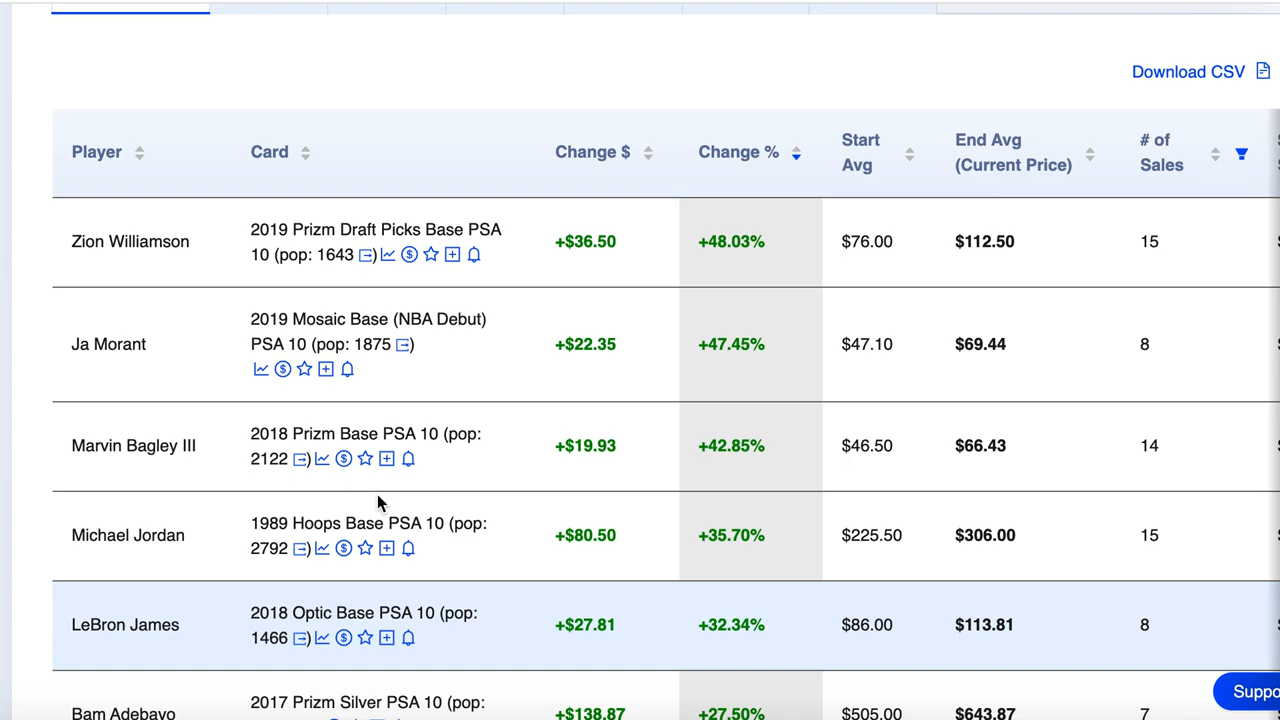 Download CSV
Player
Card
Change $
Change %
Start
Avg
End Avg
(Current Price)
# of
Sales
Zion Williamson
2019 Prizm Draft Picks Base PSA
10 (pop: 1643 )
+$36.50
+48.03%
$76.00
$112.50
15
Ja Morant
2019 Mosaic Base (NBA Debut)
PSA 10 (pop: 1875 )
+$22.35
+47.45%
$47.10
$69.44
8
Marvin Bagley III
2018 Prizm Base PSA 10 (pop:
2122 )
+$19.93
+42.85%
$46.50
$66.43
14
Michael Jordan
1989 Hoops Base PSA 10 (pop:
2792 )
+$80.50
+35.70%
$225.50
$306.00
15
LeBron James
2018 Optic Base PSA 10 (pop:
1466 )
+$27.81
+32.34%
$86.00
$113.81
8
Bam Adebayo
2017 Prizm Silver PSA 10 (pop:
+$138.87
+27.50%
$505.00
$643.87
7
Suppo